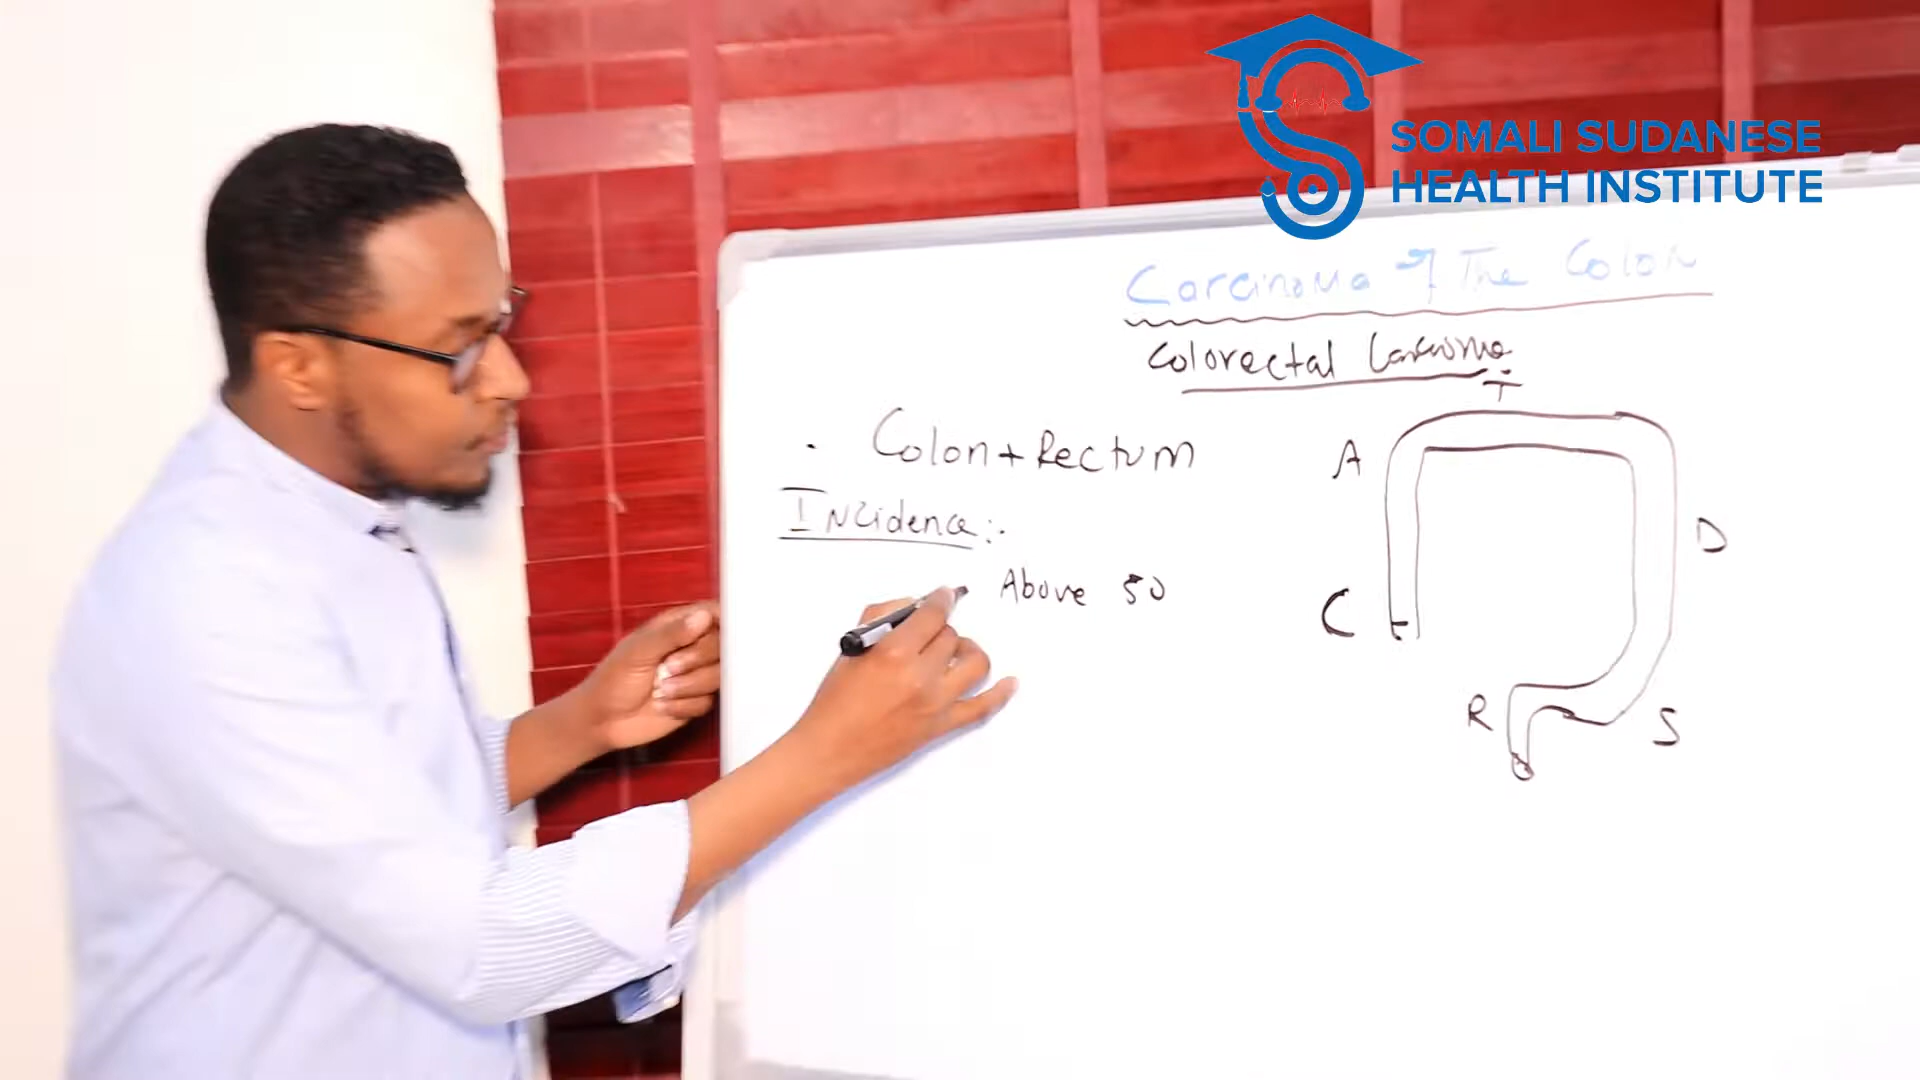 SOMALI SUDANESE
HEALTH INSTITUTE
Carcinoma of The Colon
Colorectal Carcinoma
T
• Colon + Rectum
A
Incidence :-
D
Above 50
C
R
S